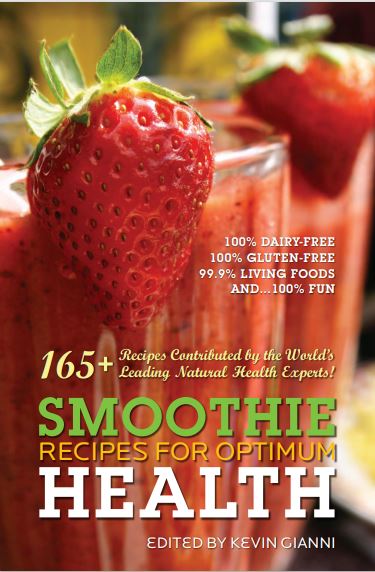 100% DAIRY-FREE
100% GLUTEN-FREE
99.9% LIVING FOODS
AND...100% FUN
165+ Recipes Contributed by the World's
Leading Natural Health Experts!
SMOOTHIE
RECIPES FOR OPTIMUM
HEALTH
EDITED BY KEVIN GIANNI